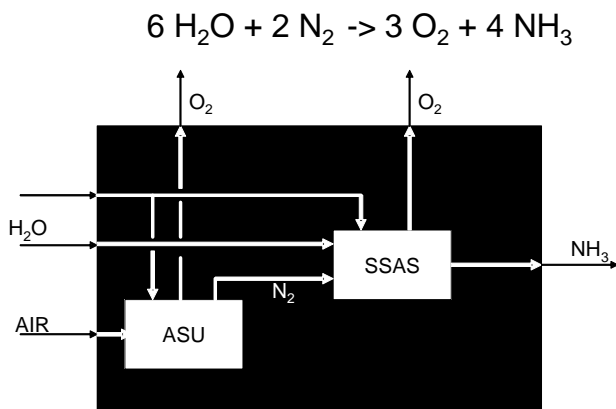 6 H₂O + 2 N₂ -> 3 O₂ + 4 NH₃
O₂ O₂
H₂O
SSAS
NH₃
N₂
AIR
ASU